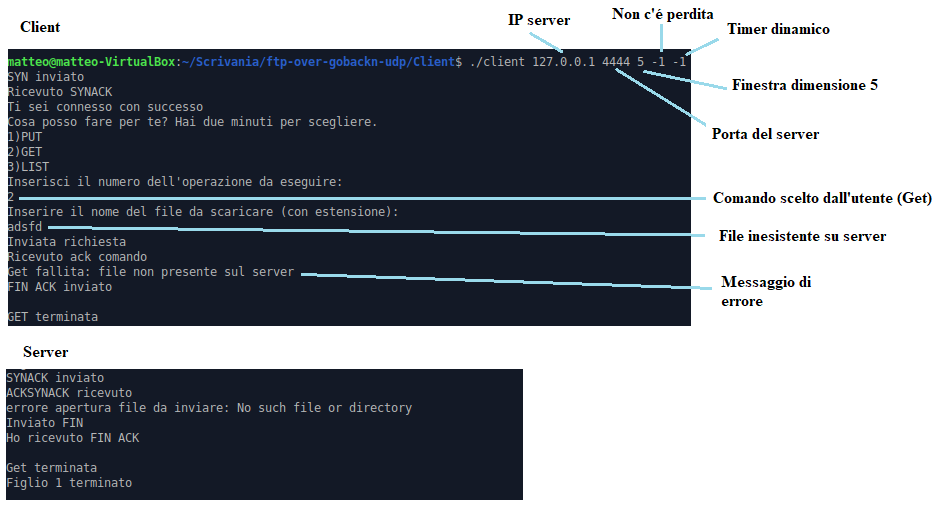 Client
IP server
Non c'é perdita
Timer dinamico
matteo@matteo-VirtualBox:~/Scrivania/ftp-over-gobackn-udp/Client$ ./client 127.0.0.1 4444 5 -1 -1
SYN inviato
Ricevuto SYNACK
Ti sei connesso con successo
Cosa posso fare per te? Hai due minuti per scegliere.
1)PUT
2)GET
3)LIST
Inserisci il numero dell'operazione da eseguire:
2
Inserire il nome del file da scaricare (con estensione):
adsfd
Inviata richiesta
Ricevuto ack comando
Get fallita: file non presente sul server
FIN ACK inviato
GET terminata
Finestra dimensione 5
Porta del server
Comando scelto dall'utente (Get)
File inesistente su server
Messaggio di
errore
Server
SYNACK inviato
ACKSYNACK ricevuto
errore apertura file da inviare: No such file or directory
Inviato FIN
Ho ricevuto FIN ACK
Get terminata
Figlio 1 terminato